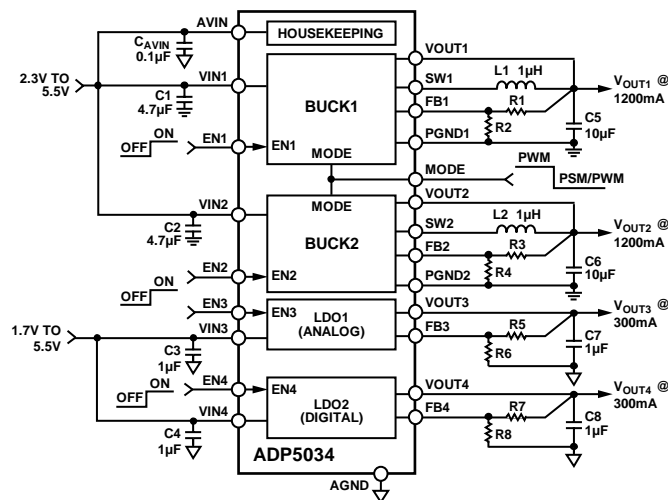 AVIN
HOUSEKEEPING
CAVIN
0.1µF
VOUT1
L1 1µH
2.3V TO
5.5V
VIN1
SW1
VOUT1 @
1200mA
C1
4.7µF
BUCK1
FB1
R1
R2
C5
10µF
ON
OFF
EN1
EN1
PGND1
MODE
MODE
PWM
PSM/PWM
VIN2
MODE
VOUT2
L2 1µH
C2
4.7µF
BUCK2
SW2
VOUT2 @
1200mA
FB2
R3
R4
C6
10µF
ON
OFF
EN2
EN2
PGND2
EN3
EN3
LDO1
(ANALOG)
VOUT3
VOUT3 @
300mA
1.7V TO
5.5V
VIN3
FB3
R5
R6
C7
1µF
C3
1µF
ON
OFF
EN4
EN4
LDO2
(DIGITAL)
VOUT4
VOUT4 @
300mA
VIN4
FB4
R7
R8
C8
1µF
C4
1µF
ADP5034
AGND